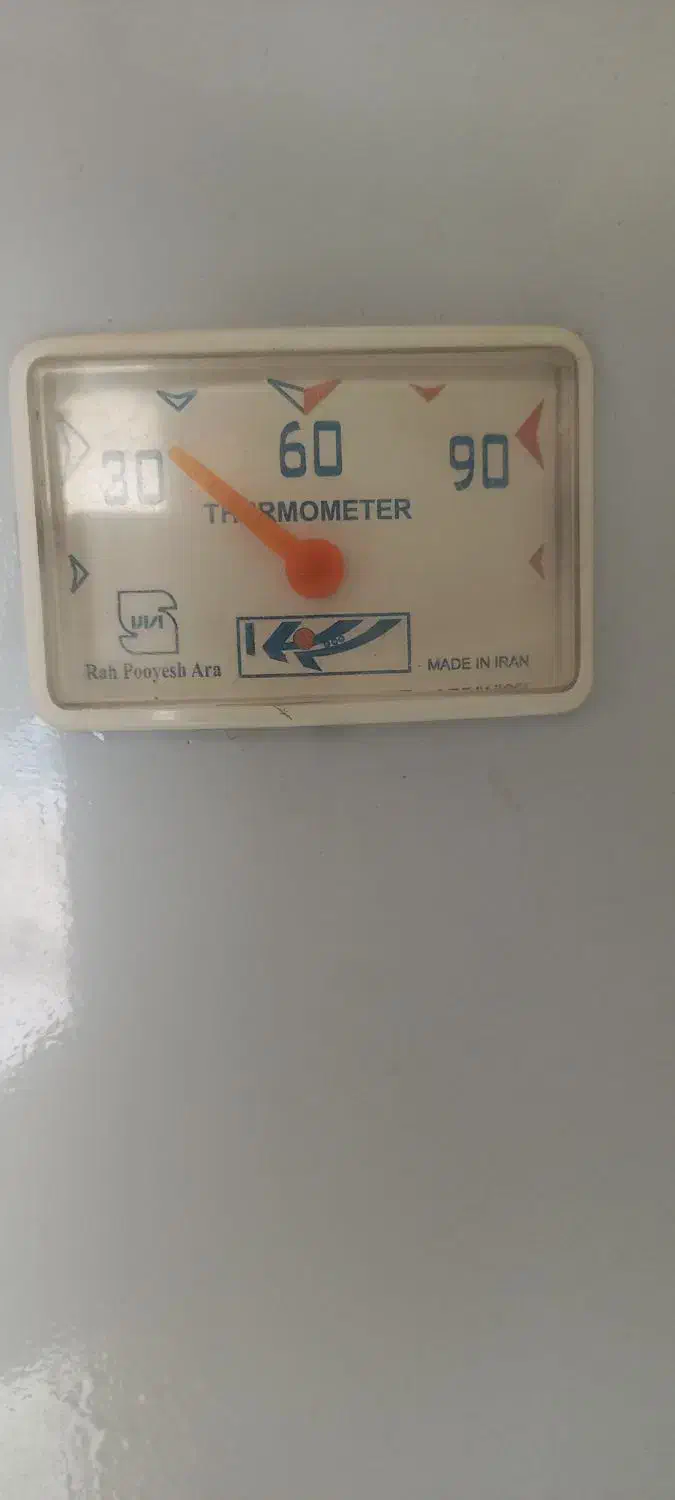 30 60 90
THERMOMETER
Rah Pooyesh Ara
MADE IN IRAN